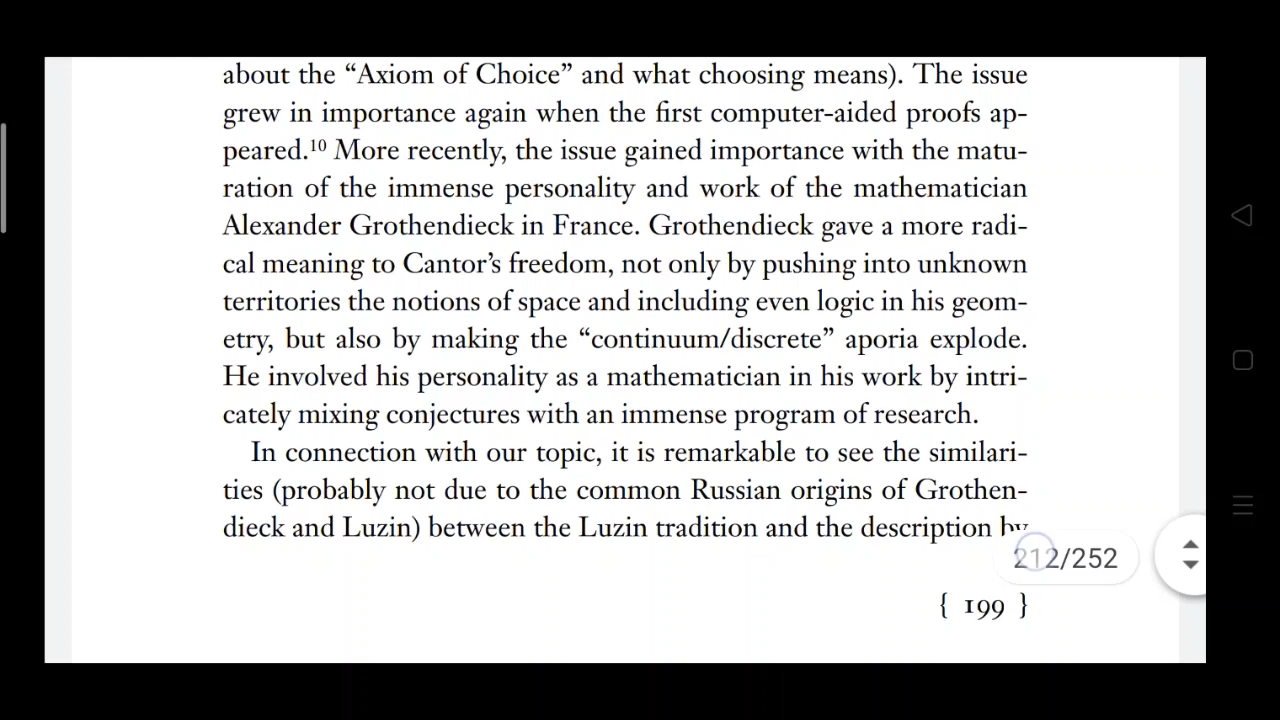 about the “Axiom of Choice” and what choosing means). The issue
grew in importance again when the first computer-aided proofs ap-
peared.¹⁰ More recently, the issue gained importance with the matu-
ration of the immense personality and work of the mathematician
Alexander Grothendieck in France. Grothendieck gave a more radi-
cal meaning to Cantor’s freedom, not only by pushing into unknown
territories the notions of space and including even logic in his geom-
etry, but also by making the “continuum/discrete” aporia explode.
He involved his personality as a mathematician in his work by intri-
cately mixing conjectures with an immense program of research.
In connection with our topic, it is remarkable to see the similari-
ties (probably not due to the common Russian origins of Grothen-
dieck and Luzin) between the Luzin tradition and the description by
212/252
{ 199 }